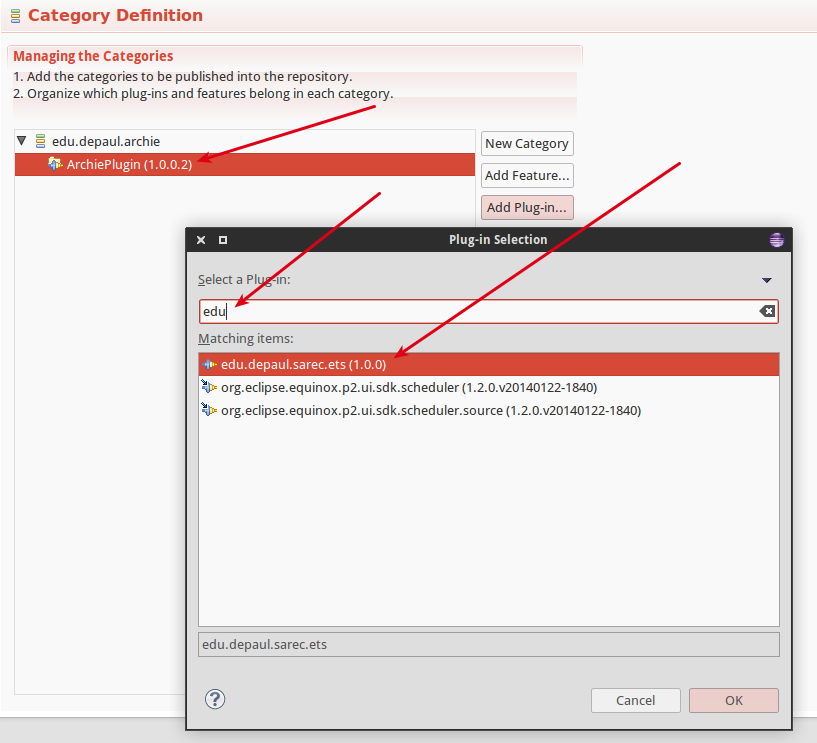 Category Definition
Managing the Categories
1. Add the categories to be published into the repository.
2. Organize which plug-ins and features belong in each category.
edu.depaul.archie
ArchiePlugin (1.0.0.2)
New Category
Add Feature...
Add Plug-in...
Plug-in Selection
Select a Plug-in:
edu
Matching items:
edu.depaul.sarec.ets (1.0.0)
org.eclipse.equinox.p2.ui.sdk.scheduler (1.2.0.v20140122-1840)
org.eclipse.equinox.p2.ui.sdk.scheduler.source (1.2.0.v20140122-1840)
edu.depaul.sarec.ets
?
Cancel
OK